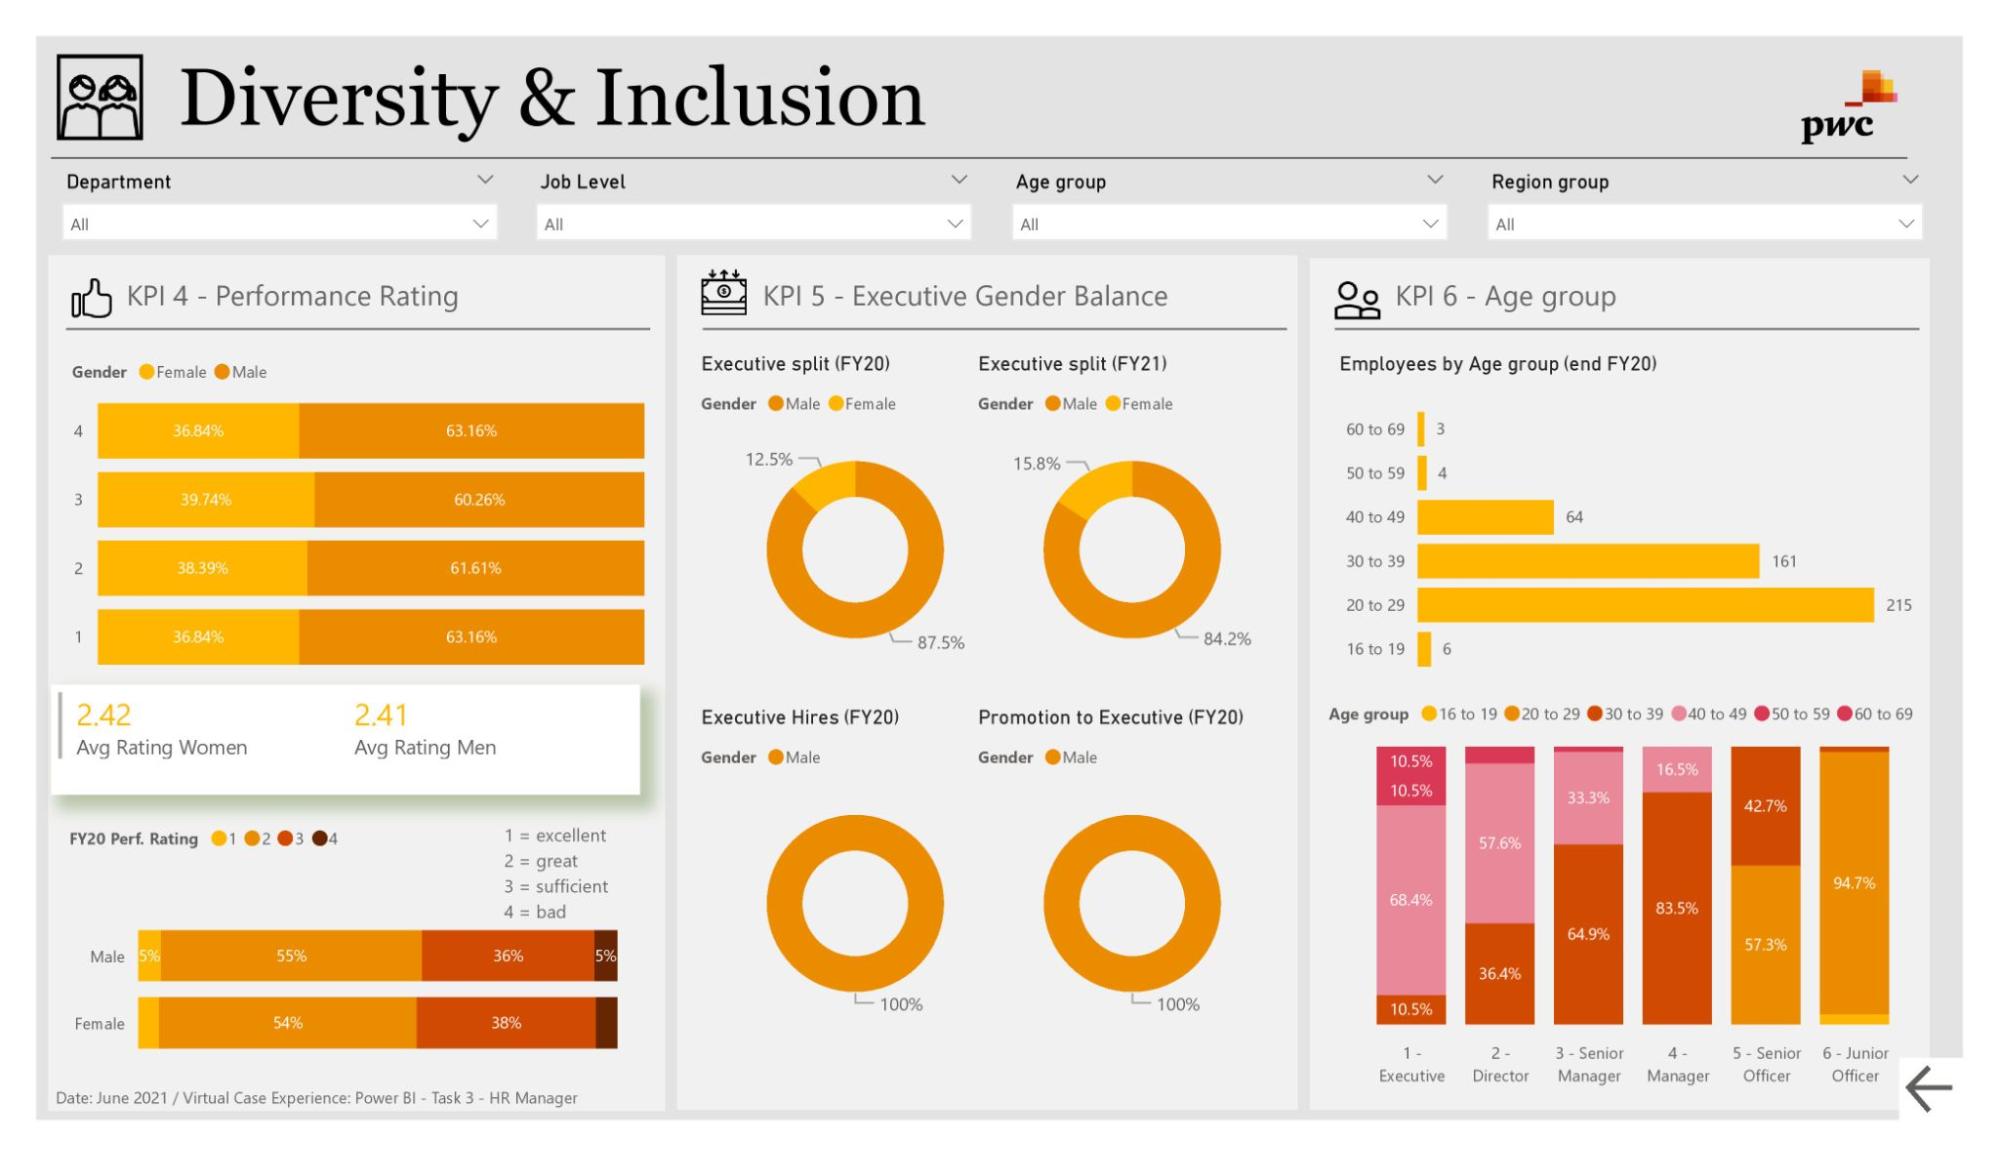 Diversity & Inclusion
pwc
Department
Job Level
Age group
Region group
All
All
All
All
KPI 4 - Performance Rating
Gender Female Male
4 36.84% 63.16%
3 39.74% 60.26%
2 38.39% 61.61%
1 36.84% 63.16%
2.42
Avg Rating Women
2.41
Avg Rating Men
FY20 Perf. Rating 1 2 3 4
1 = excellent
2 = great
3 = sufficient
4 = bad
Male 5% 55% 36% 5%
Female 54% 38%
Date: June 2021 / Virtual Case Experience: Power BI - Task 3 - HR Manager
KPI 5 - Executive Gender Balance
Executive split (FY20)
Gender Male Female
12.5%
87.5%
Executive split (FY21)
Gender Male Female
15.8%
84.2%
Executive Hires (FY20)
Gender Male
100%
Promotion to Executive (FY20)
Gender Male
100%
KPI 6 - Age group
Employees by Age group (end FY20)
60 to 69 3
50 to 59 4
40 to 49 64
30 to 39 161
20 to 29 215
16 to 19 6
Age group 16 to 19 20 to 29 30 to 39 40 to 49 50 to 59 60 to 69
10.5%
10.5%
68.4%
10.5%
1 -
Executive
57.6%
36.4%
2 -
Director
33.3%
64.9%
3 - Senior
Manager
16.5%
83.5%
4 -
Manager
42.7%
57.3%
5 - Senior
Officer
94.7%
6 - Junior
Officer